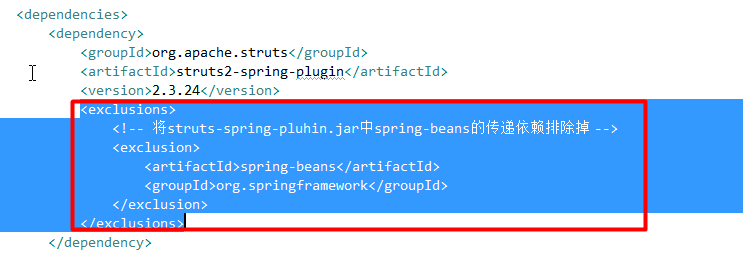 <dependencies>
<dependency>
<groupId>org.apache.struts</groupId>
<artifactId>struts2-spring-plugin</artifactId>
<version>2.3.24</version>
<exclusions>
<!-- 将struts-spring-pluhin.jar中spring-beans的传递依赖排除掉 -->
<exclusion>
<artifactId>spring-beans</artifactId>
<groupId>org.springframework</groupId>
</exclusion>
</exclusions>
</dependency>